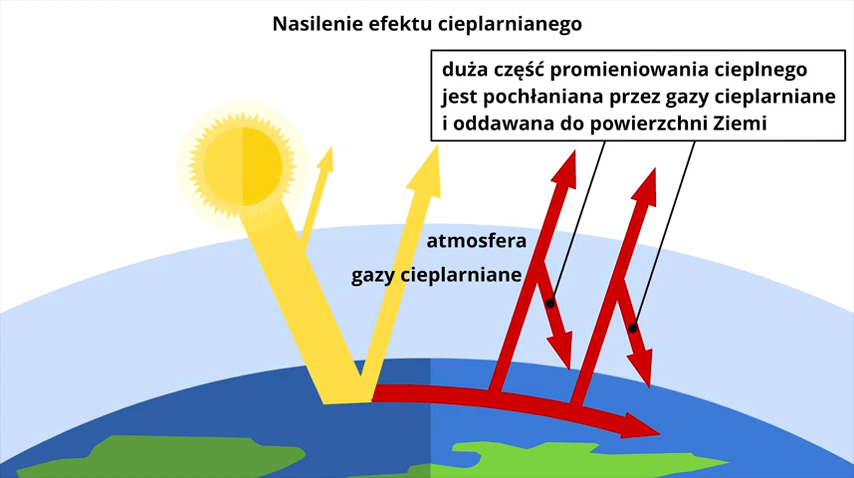 Nasilenie efektu cieplarnianego
duża część promieniowania cieplnego
jest pochłaniana przez gazy cieplarniane
i oddawana do powierzchni Ziemi
atmosfera
gazy cieplarniane